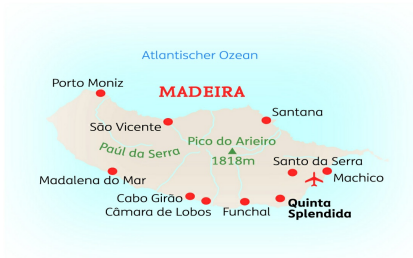 Atlantischer Ozean
Porto Moniz
MADEIRA
Santana
São Vicente
Pico do Arieiro
1818m
Paúl da Serra
Santo da Serra
Machico
Madalena do Mar
Cabo Girão
Câmara de Lobos
Funchal
Quinta
Splendida